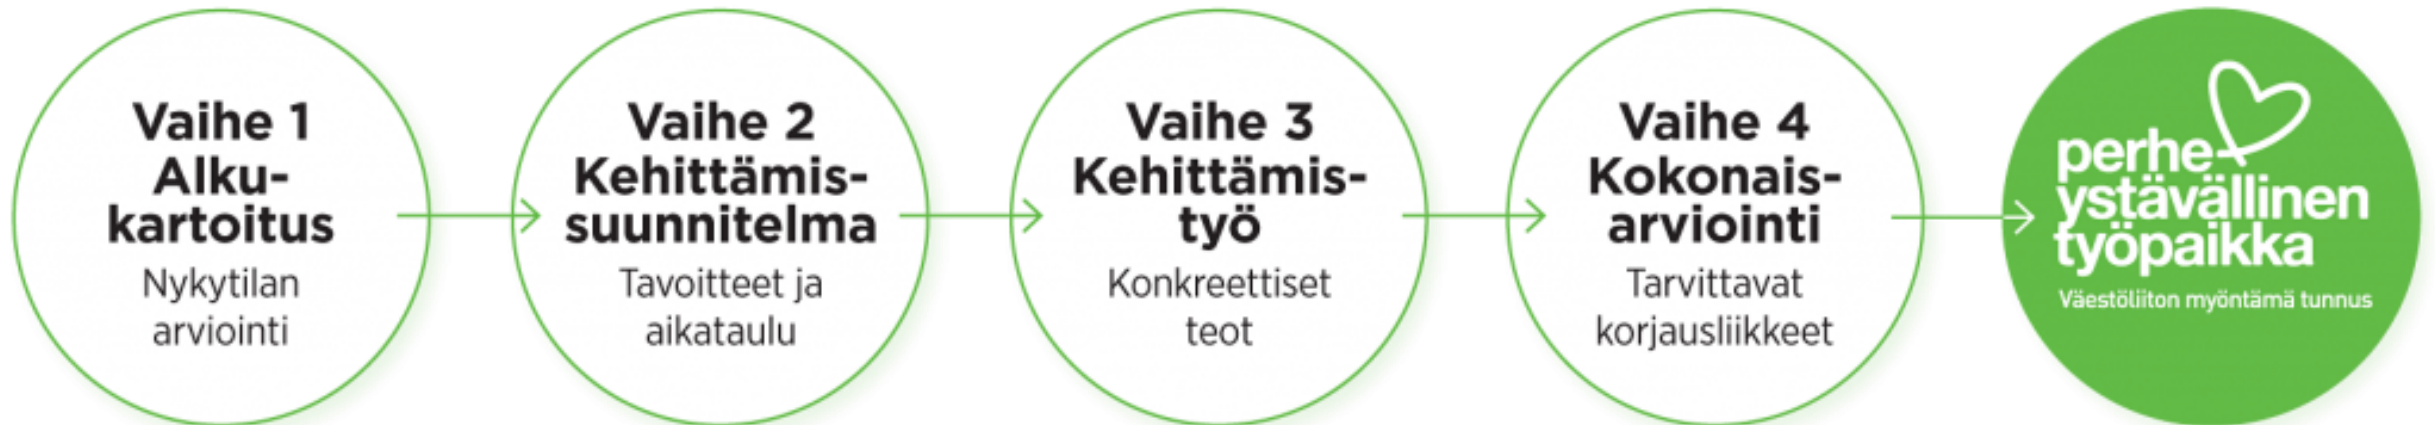 Vaihe 1
Alku-
kartoitus
Nykytilan
arviointi
Vaihe 2
Kehittämis-
suunnitelma
Tavoitteet ja
aikataulu
Vaihe 3
Kehittämis-
työ
Konkreettiset
teot
Vaihe 4
Kokonais-
arviointi
Tarvittavat
korjausliikkeet
perhe-
ystävällinen
työpaikka
Väestöliiton myöntämä tunnus